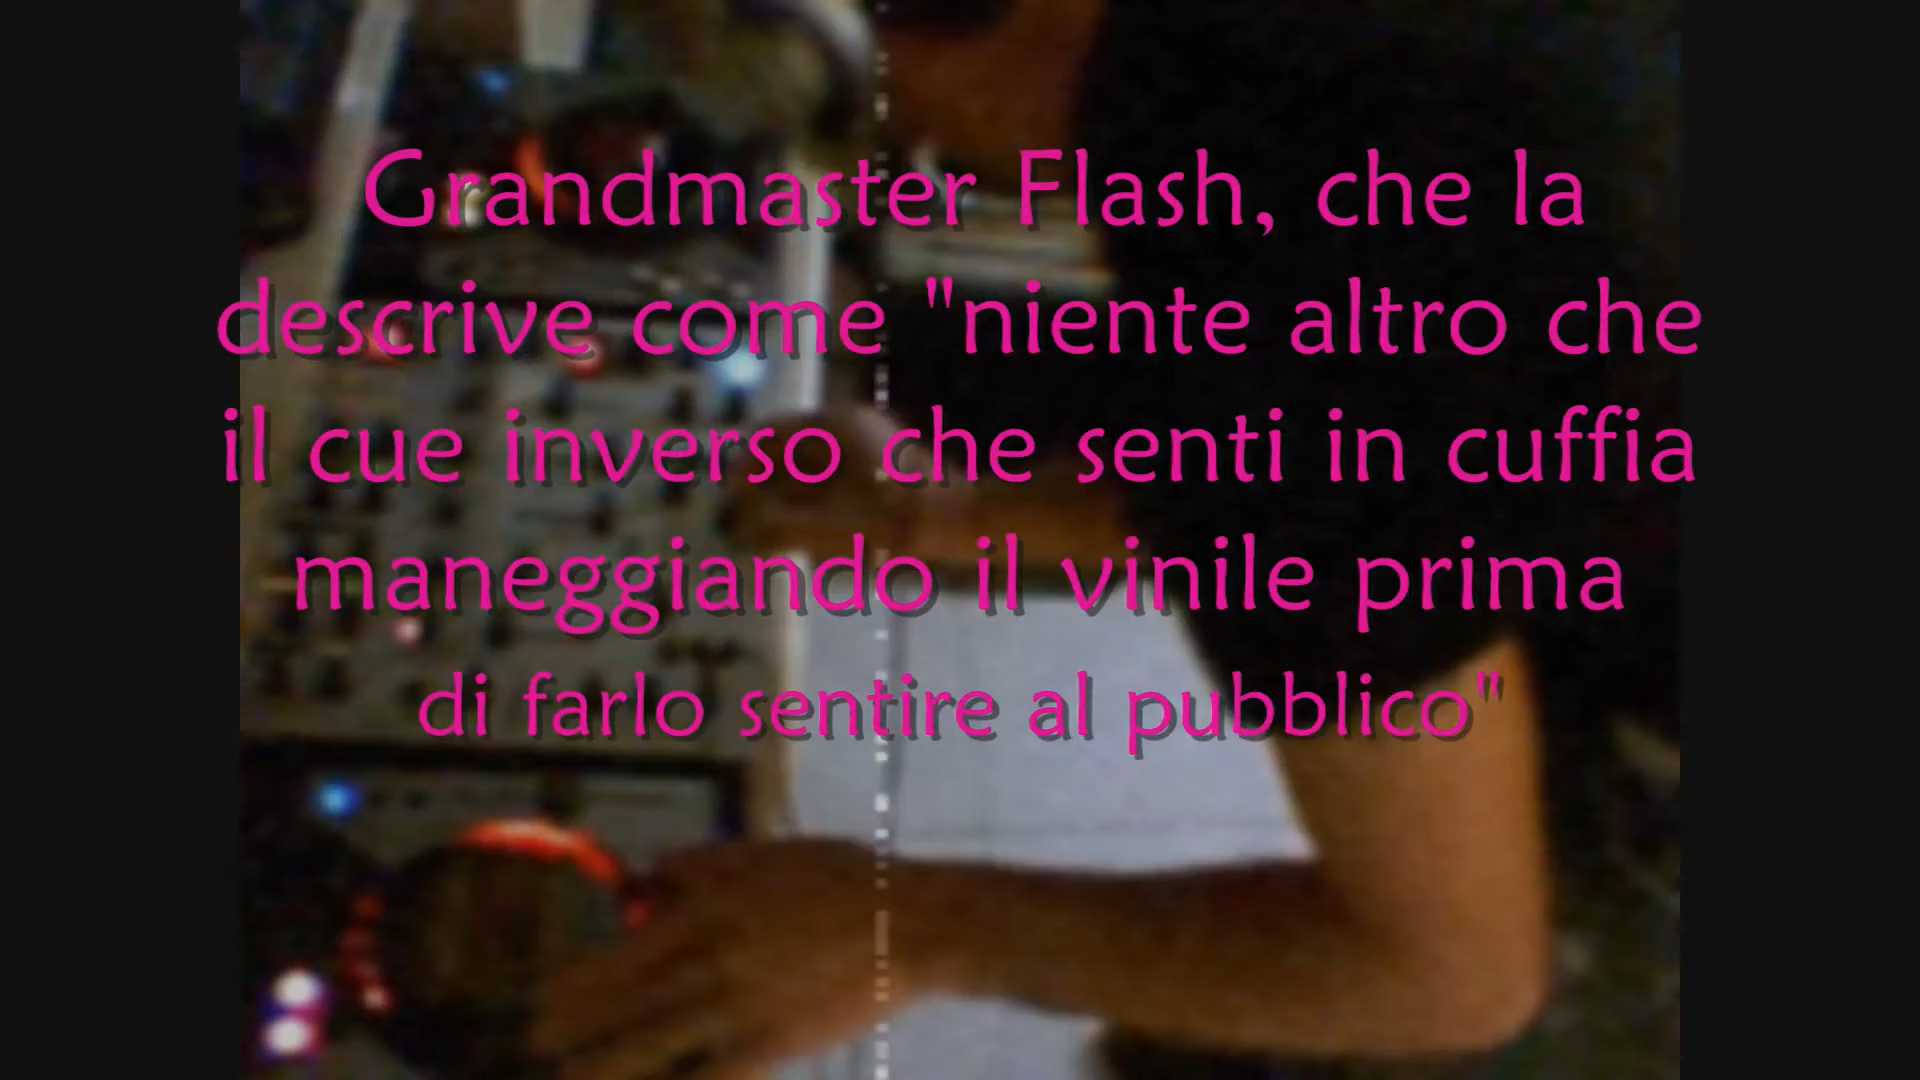 Grandmaster Flash, che la
descrive come "niente altro che
il cue inverso che senti in cuffia
maneggiando il vinile prima
di farlo sentire al pubblico"